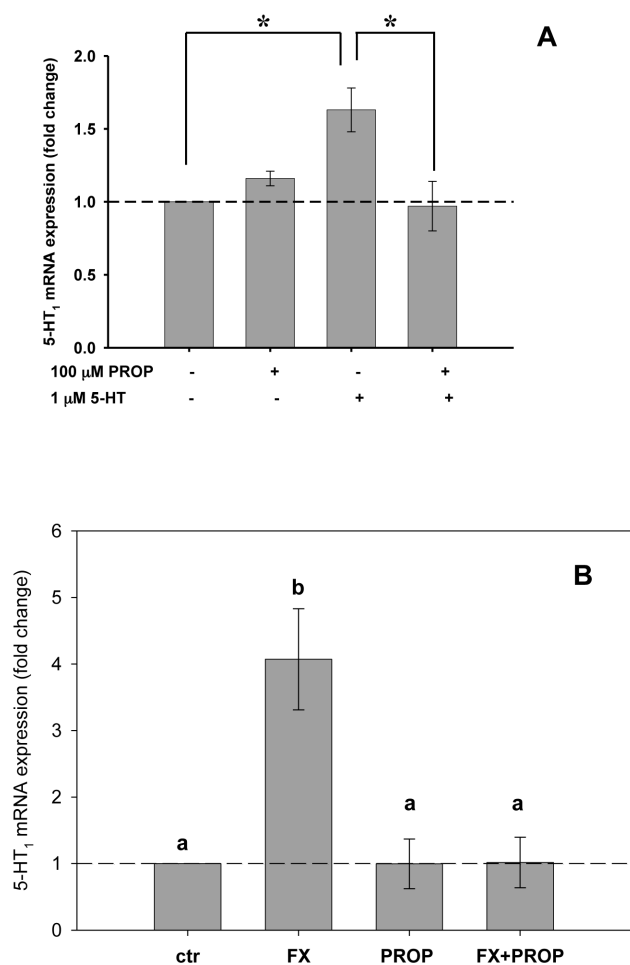 * *
A
2.0
1.5
1.0
0.5
0.0
5-HT₁ mRNA expression (fold change)
100 μM PROP - + - +
1 μM 5-HT - - + +
B
6
5
4
3
2
1
0
5-HT₁ mRNA expression (fold change)
a b a a
ctr FX PROP FX+PROP